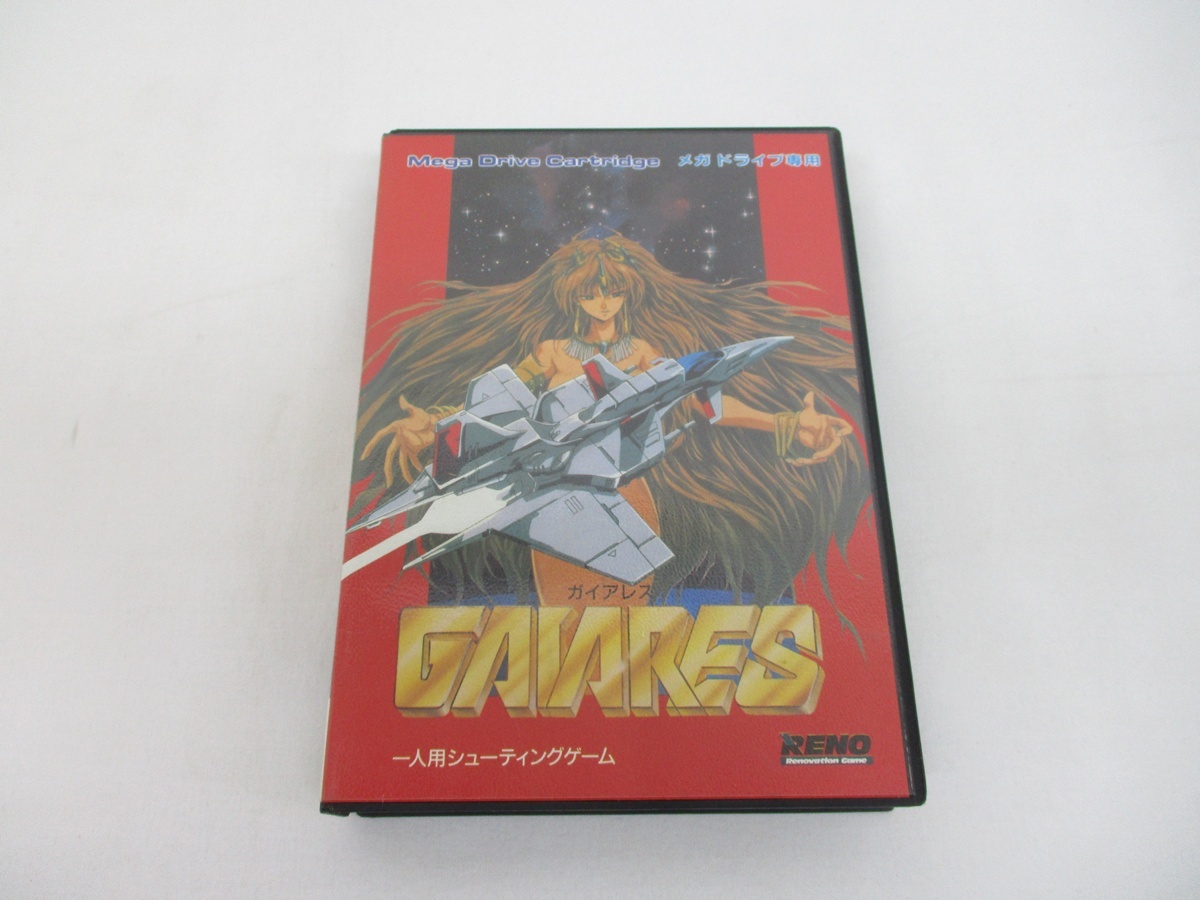 Mega Drive Cartridge メガドライブ専用
ガイアレス
GAIARES
一人用シューティングゲーム
RENO
Renovation Game